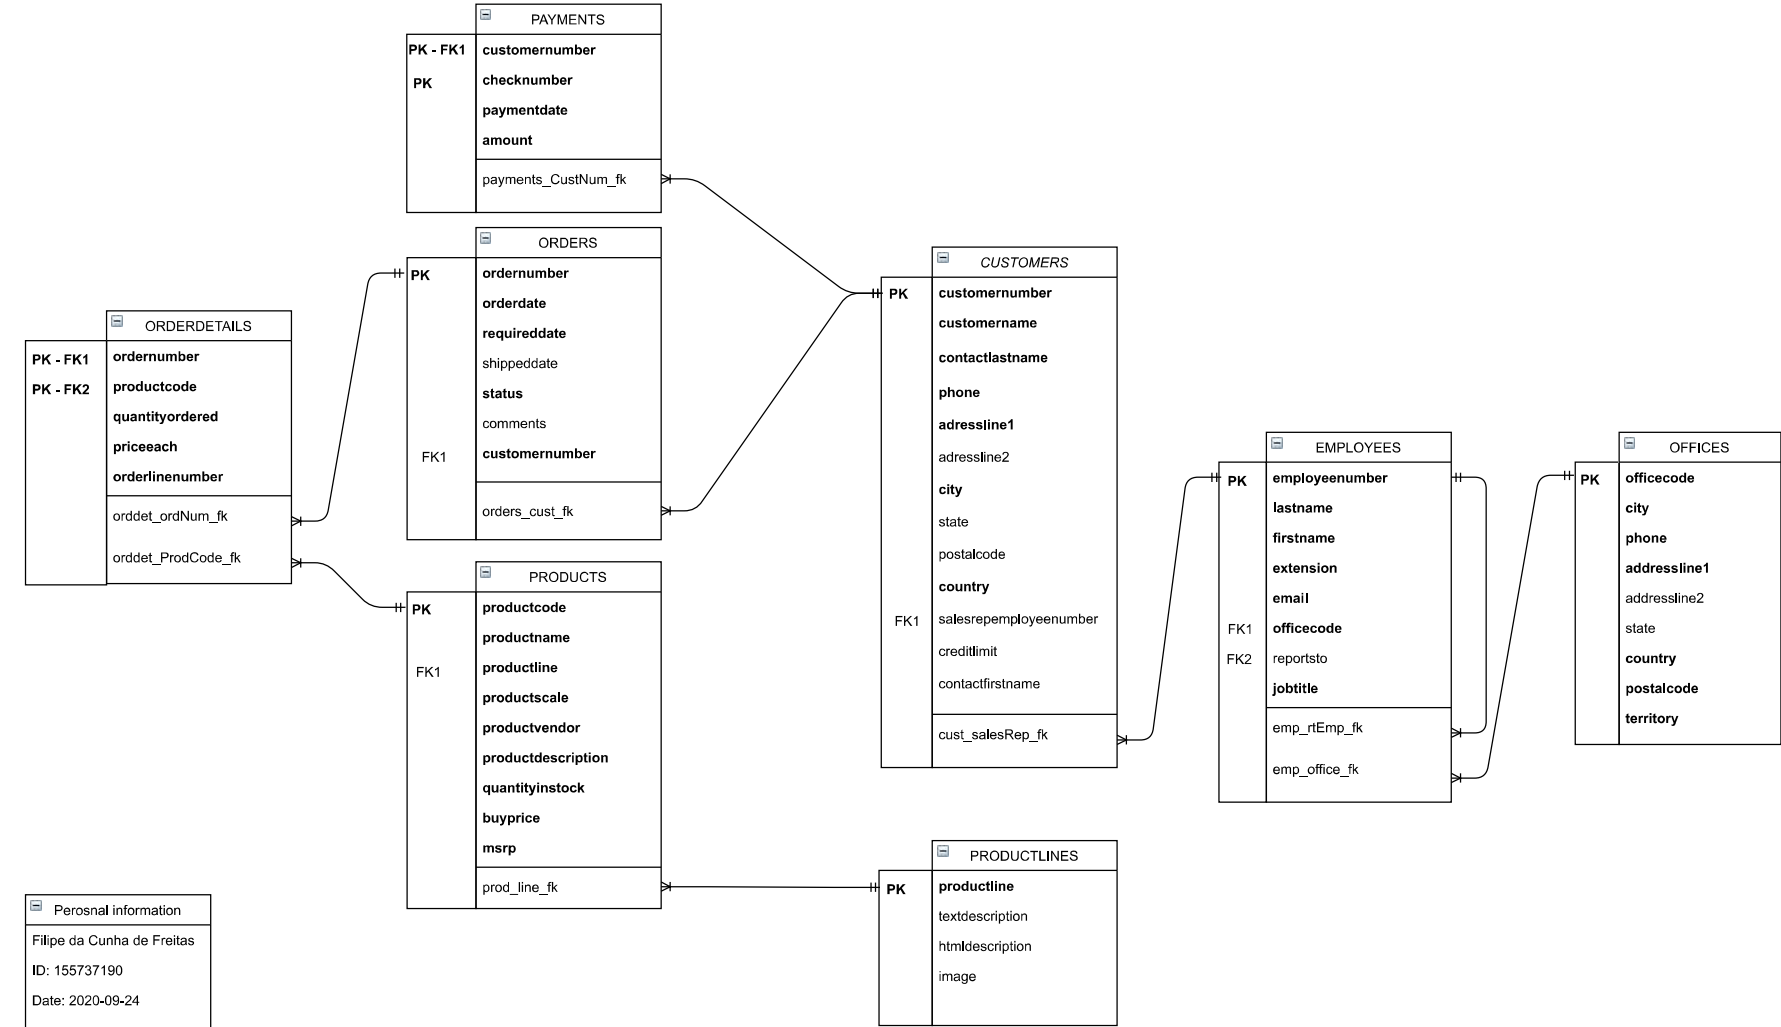 PAYMENTS
PK - FK1 customernumber
PK checknumber
paymentdate
amount
payments_CustNum_fk
ORDERS
PK ordernumber
orderdate
requireddate
shippeddate
status
comments
FK1 customernumber
orders_cust_fk
ORDERDETAILS
PK - FK1 ordernumber
PK - FK2 productcode
quantityordered
priceeach
orderlinenumber
orddet_ordNum_fk
orddet_ProdCode_fk
PRODUCTS
PK productcode
productname
FK1 productline
productscale
productvendor
productdescription
quantityinstock
buyprice
msrp
prod_line_fk
CUSTOMERS
PK customernumber
customername
contactlastname
phone
adressline1
adressline2
city
state
postalcode
country
FK1 salesrepemployeenumber
creditlimit
contactfirstname
cust_salesRep_fk
EMPLOYEES
PK employeenumber
lastname
firstname
extension
email
FK1 officecode
FK2 reportsto
jobtitle
emp_rtEmp_fk
emp_office_fk
OFFICES
PK officecode
city
phone
addressline1
addressline2
state
country
postalcode
territory
PRODUCTLINES
PK productline
textdescription
htmldescription
image
Perosnal information
Filipe da Cunha de Freitas
ID: 155737190
Date: 2020-09-24